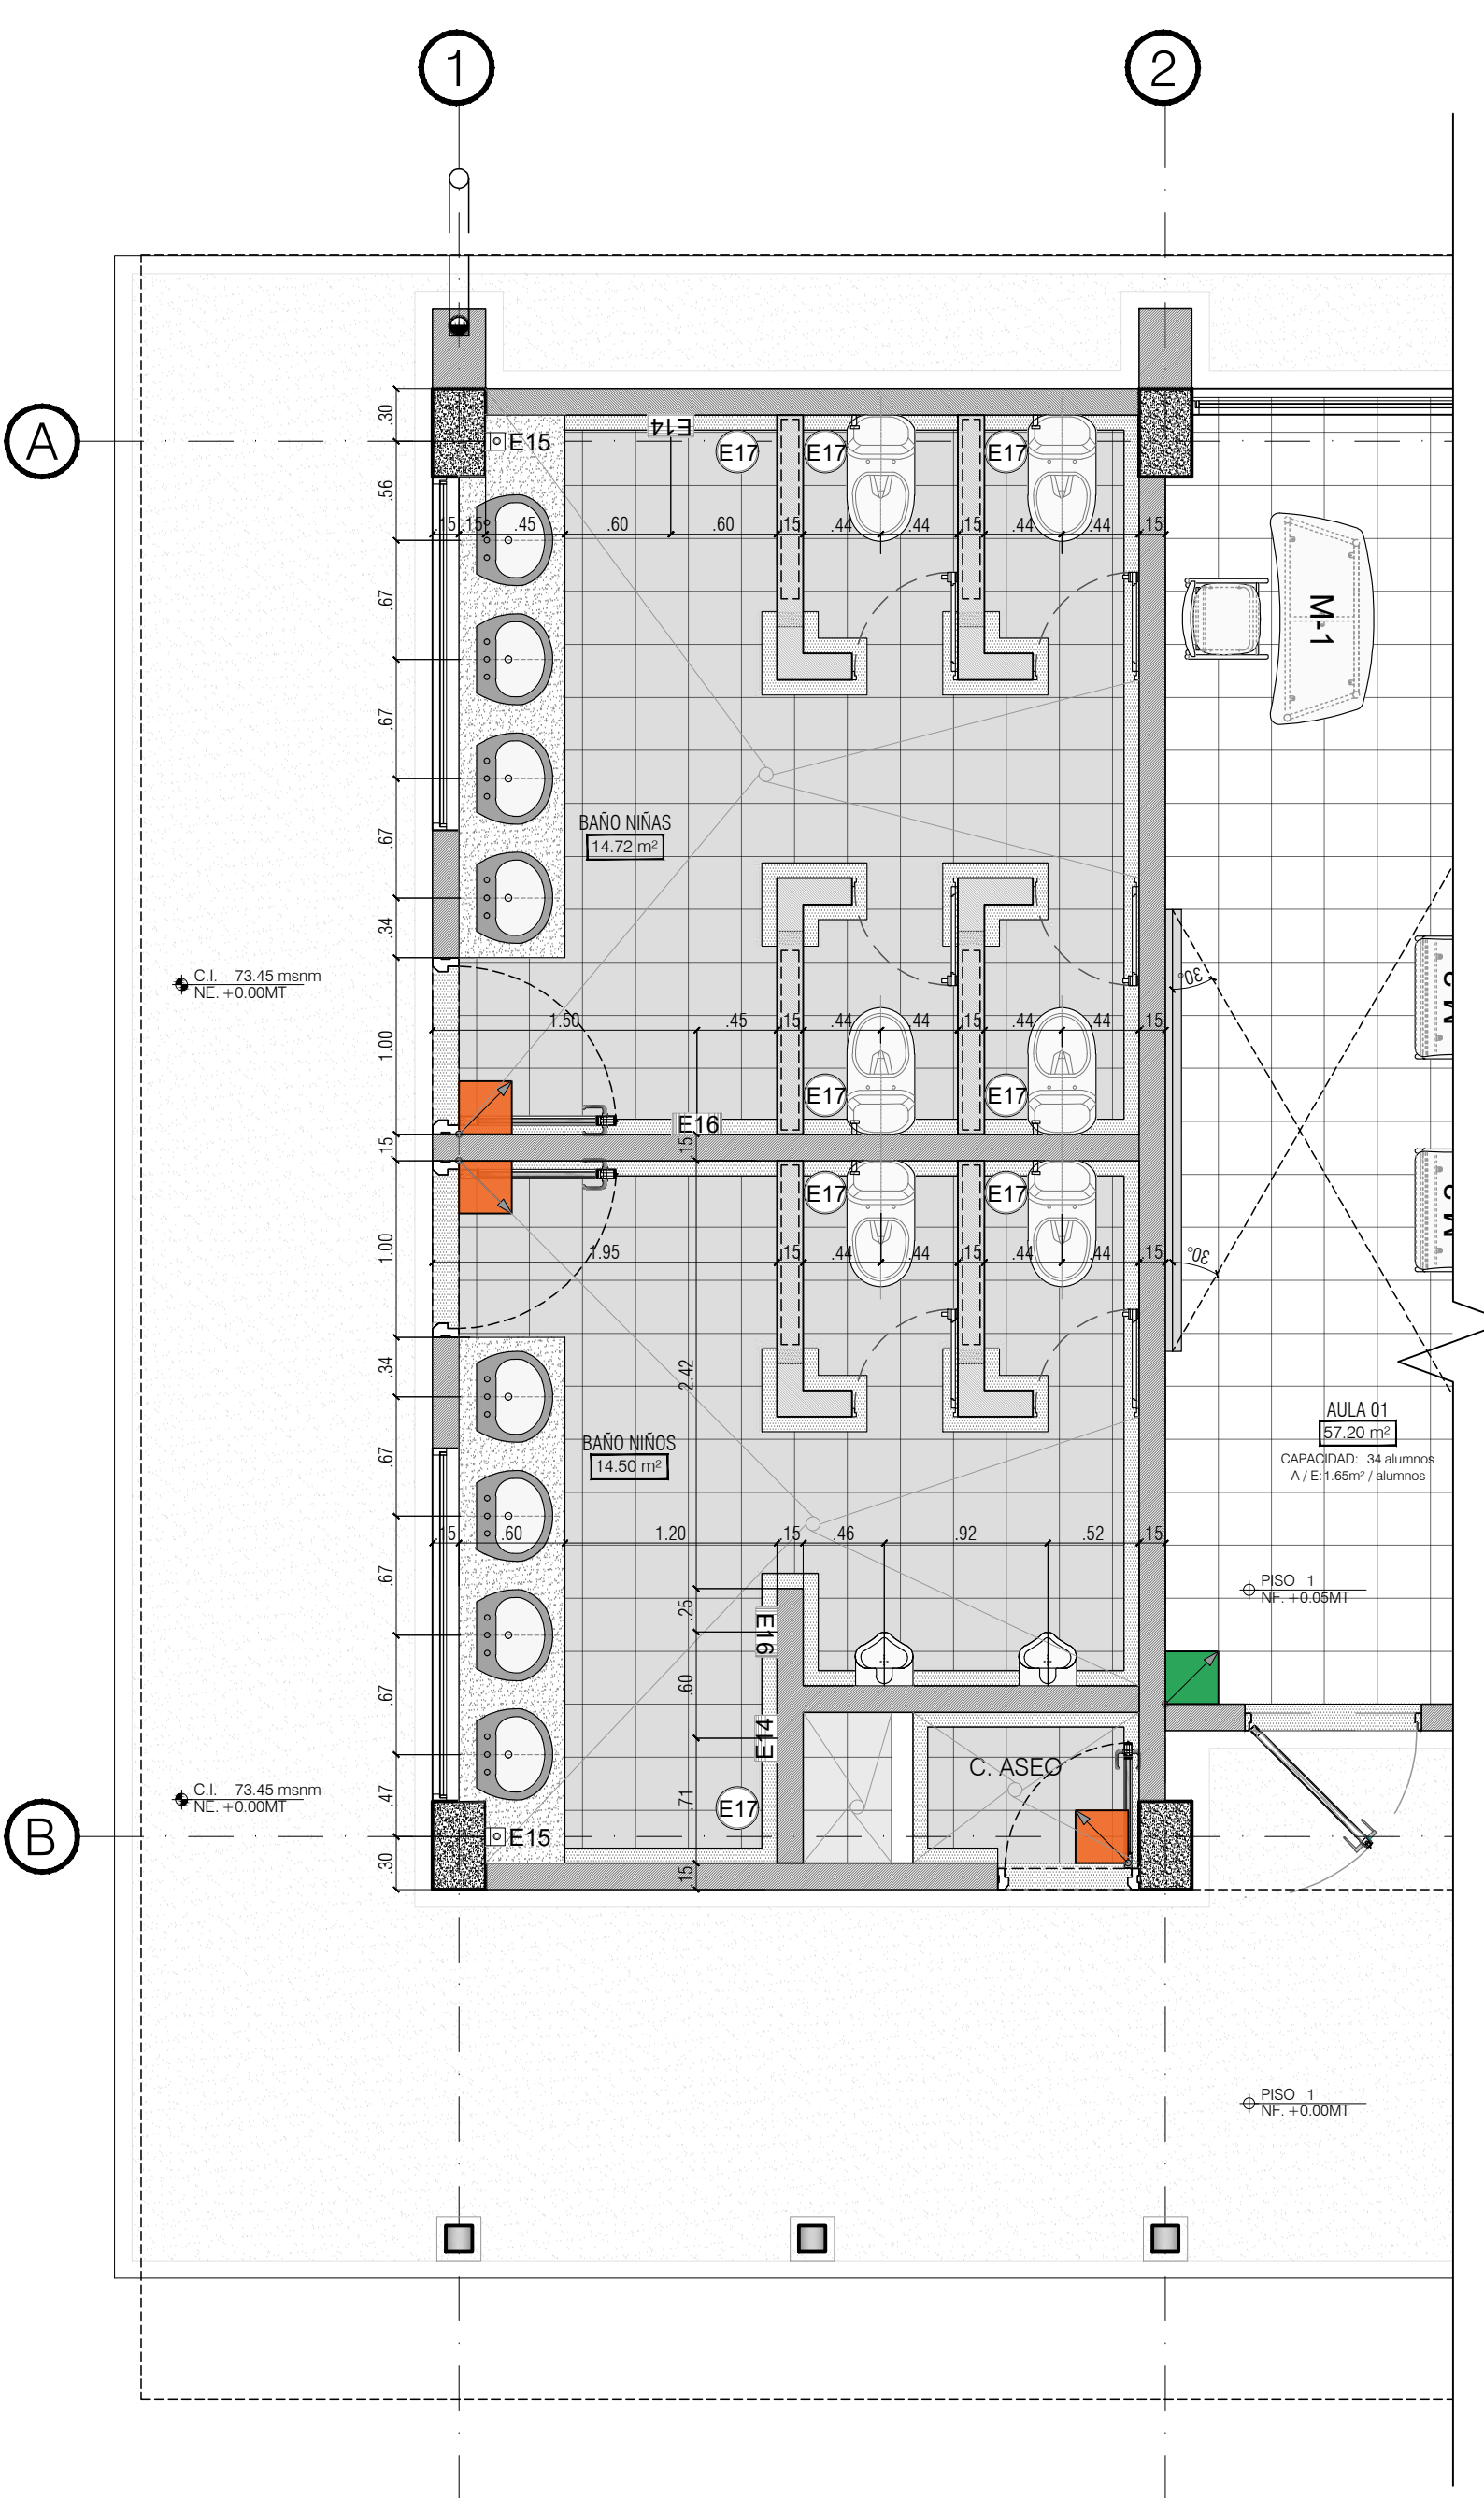 1
2
A
.30
E14
E15
E17
E17
E17
.56
.15
.15
.45
.60
.60
.15
.44
.44
.15
.44
.44
.15
.67
M-1
.67
.67
BAÑO NIÑAS
14.72 m²
.34
C.I. 73.45 msnm
NE. +0.00MT
30°
1.00
1.50
.45
.15
.44
.44
.15
.44
.44
.15
E17
E17
E16
.15
.15
E17
E17
1.00
1.95
.15
.44
.44
.15
.44
.44
.15
30°
.34
2.42
AULA 01
57.20 m²
CAPACIDAD: 34 alumnos
A / E:1.65m² / alumnos
BAÑO NIÑOS
14.50 m²
.67
.15
.60
1.20
.15
.46
.92
.52
.15
.67
PISO 1
NF. +0.05MT
.25
E16
.67
.60
E14
C. ASEO
C.I. 73.45 msnm
NE. +0.00MT
.47
.71
E17
B
E15
.30
.15
PISO 1
NF. +0.00MT